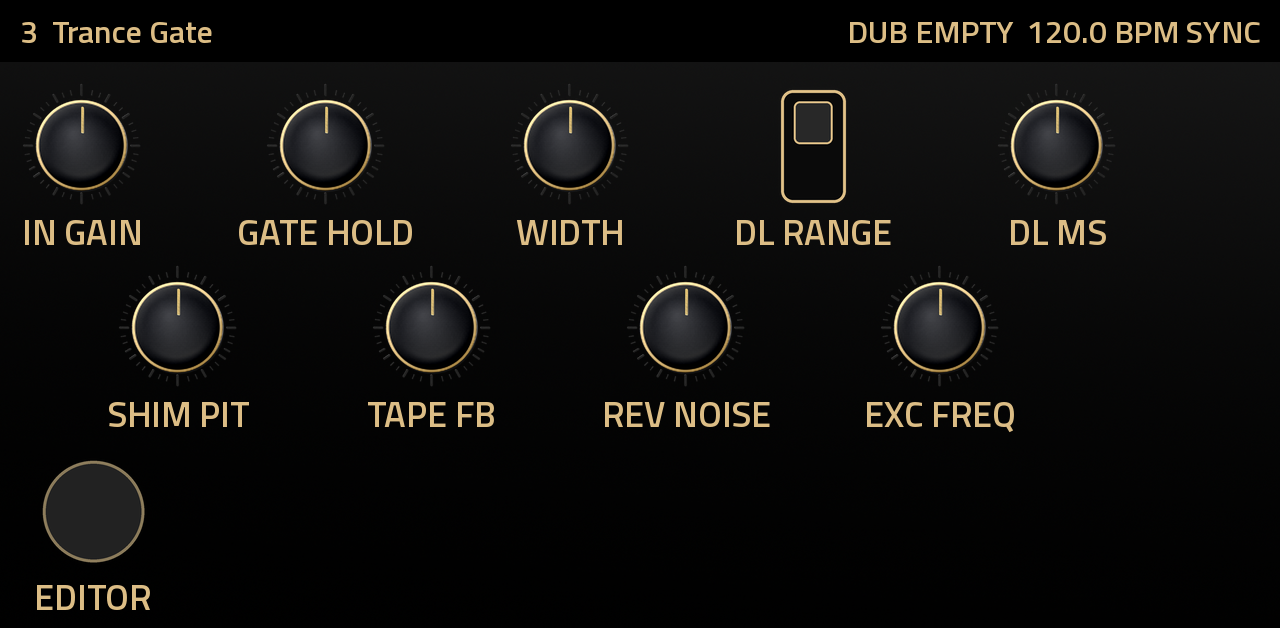 3 Trance Gate DUB EMPTY 120.0 BPM SYNC
IN GAIN GATE HOLD WIDTH DL RANGE DL MS
SHIM PIT TAPE FB REV NOISE EXC FREQ
EDITOR